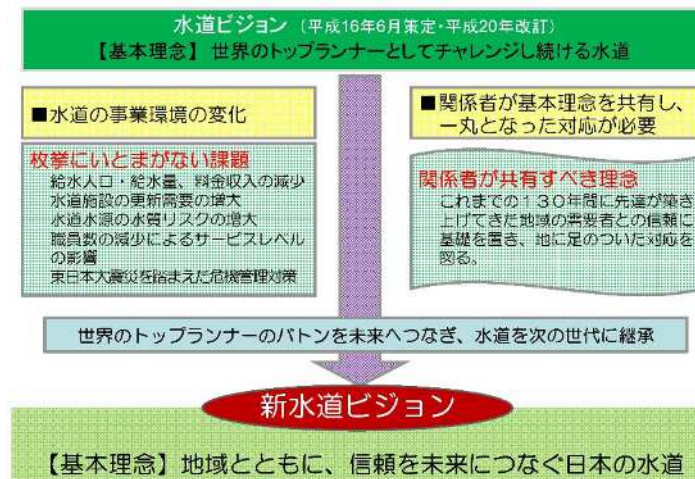 水道ビジョン（平成16年6月策定・平成20年改訂）
【基本理念】世界のトップランナーとしてチャレンジし続ける水道
■水道の事業環境の変化
枚挙にいとまがない課題
給水人口・給水量、料金収入の減少
水道施設の更新需要の増大
水道水源の水質リスクの増大
職員数の減少によるサービスレベル
の影響
東日本大震災を踏まえた危機管理対策
■関係者が基本理念を共有し、
一丸となった対応が必要
関係者が共有すべき理念
これまでの１３０年間に先達が築き
上げてきた地域の需要者との信頼に
基礎を置き、地に足のついた対応を
図る。
世界のトップランナーのバトンを未来へつなぎ、水道を次の世代に継承
新水道ビジョン
【基本理念】地域とともに、信頼を未来につなぐ日本の水道